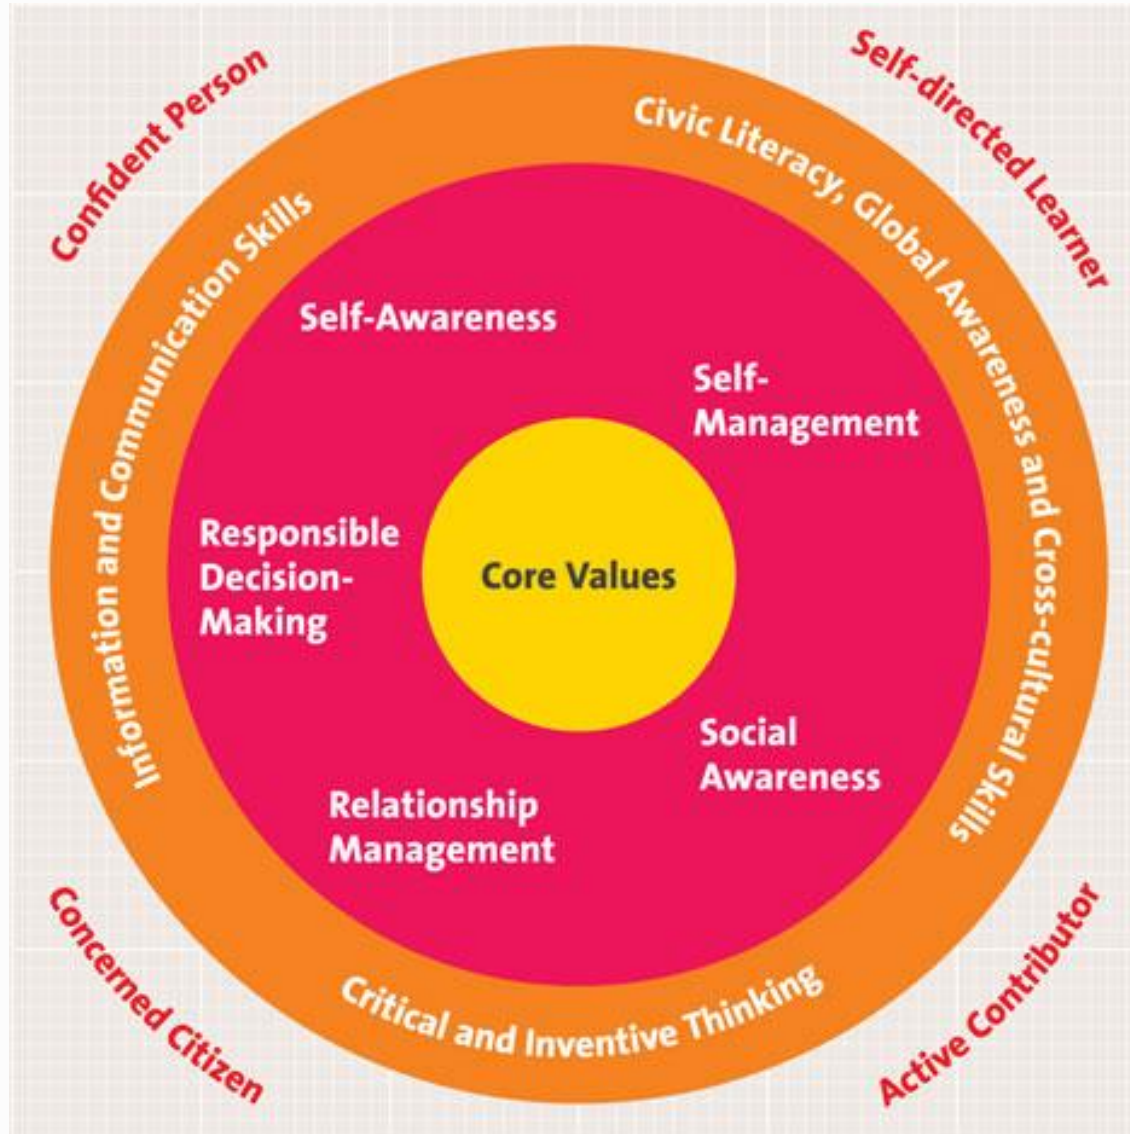 Confident Person
Self-directed Learner
Civic Literacy, Global Awareness and Cross-cultural Skills
Information and Communication Skills
Self-Awareness
Self-
Management
Responsible
Decision-
Making
Core Values
Social
Awareness
Relationship
Management
Critical and Inventive Thinking
Concerned Citizen
Active Contributor